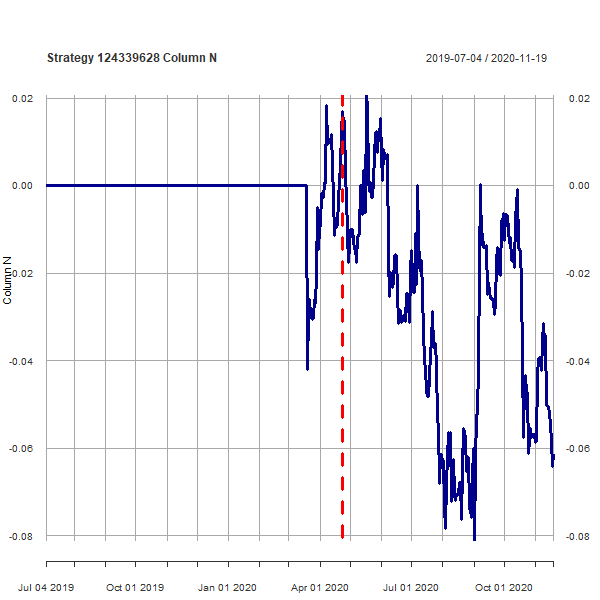 Strategy 124339628 Column N
2019-07-04 / 2020-11-19
0.02
0.02
0.00
0.00
-0.02
-0.02
-0.04
-0.04
-0.06
-0.06
-0.08
-0.08
Column N
Jul 04 2019
Oct 01 2019
Jan 01 2020
Apr 01 2020
Jul 01 2020
Oct 01 2020